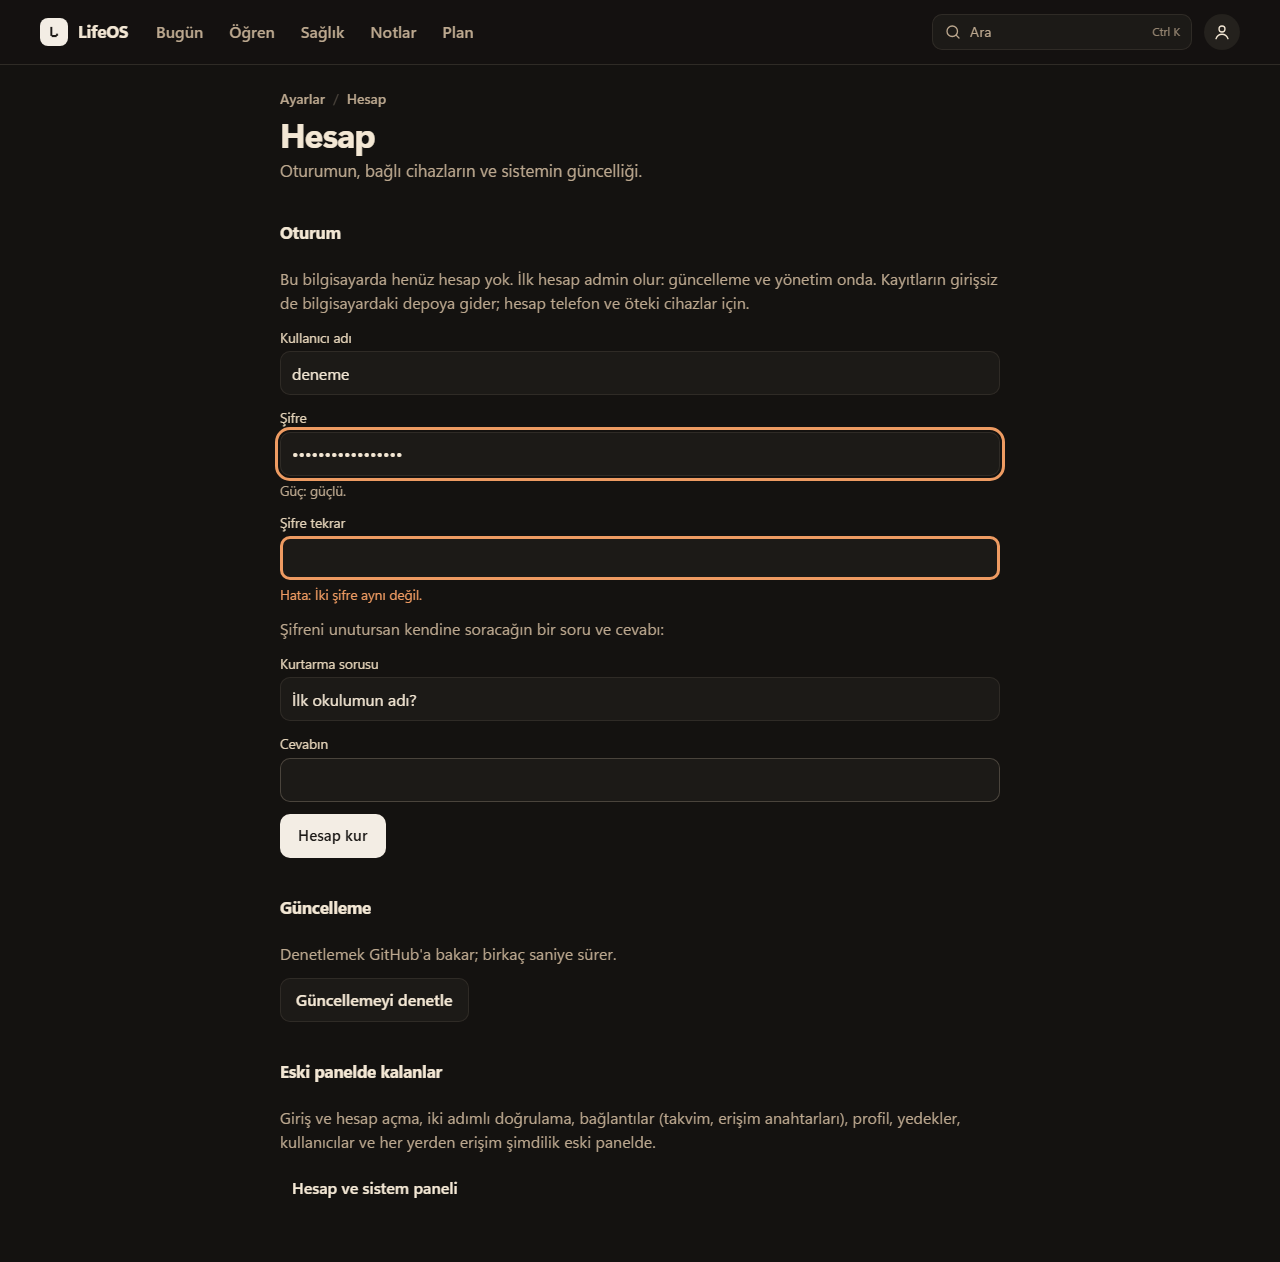 LifeOS Bugün Öğren Sağlık Notlar Plan Ara Ctrl K
Ayarlar / Hesap
Hesap
Oturumun, bağlı cihazların ve sistemin güncelliği.
Oturum
Bu bilgisayarda henüz hesap yok. İlk hesap admin olur: güncelleme ve yönetim onda. Kayıtların girişsiz
de bilgisayardaki depoya gider; hesap telefon ve öteki cihazlar için.
Kullanıcı adı
deneme
Şifre
•••••••••••••••••
Güç: güçlü.
Şifre tekrar
Hata: İki şifre aynı değil.
Şifreni unutursan kendine soracağın bir soru ve cevabı:
Kurtarma sorusu
İlk okulumun adı?
Cevabın
Hesap kur
Güncelleme
Denetlemek GitHub'a bakar; birkaç saniye sürer.
Güncellemeyi denetle
Eski panelde kalanlar
Giriş ve hesap açma, iki adımlı doğrulama, bağlantılar (takvim, erişim anahtarları), profil, yedekler,
kullanıcılar ve her yerden erişim şimdilik eski panelde.
Hesap ve sistem paneli